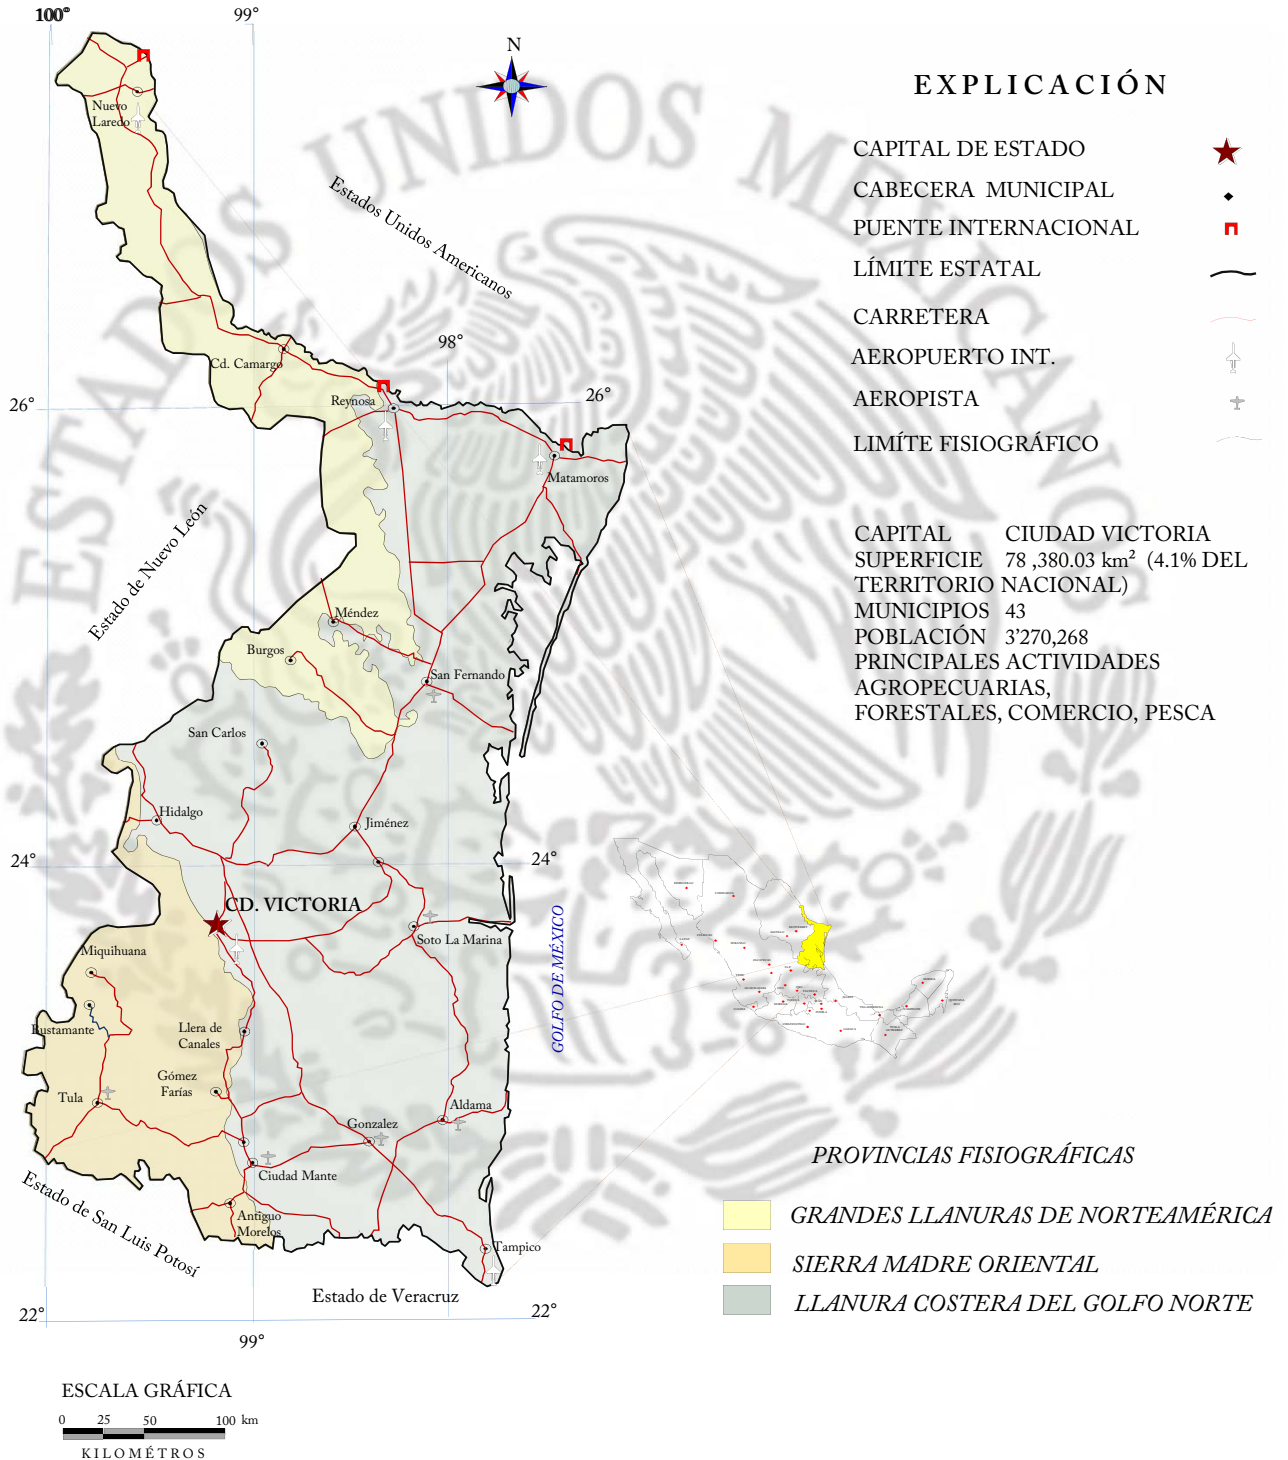 100°
99°
N
Nuevo
Laredo
Estados Unidos Americanos
ESTADOS UNIDOS MEXICANOS
Cd. Camargo
98°
Reynosa
26°
26°
Matamoros
Estado de Nuevo León
Méndez
Burgos
San Fernando
San Carlos
Hidalgo
Jiménez
24°
24°
CD. VICTORIA
Soto La Marina
GOLFO DE MÉXICO
Miquihuana
Bustamante
Llera de
Canales
Gómez
Farías
Tula
Aldama
Gonzalez
Ciudad Mante
Antiguo
Morelos
Tampico
Estado de San Luis Potosí
Estado de Veracruz
22°
22°
99°
ESCALA GRÁFICA
0 25 50 100 km
KILOMÉTROS
EXPLICACIÓN
CAPITAL DE ESTADO
CABECERA MUNICIPAL
PUENTE INTERNACIONAL
LÍMITE ESTATAL
CARRETERA
AEROPUERTO INT.
AEROPISTA
LIMÍTE FISIOGRÁFICO
CAPITAL CIUDAD VICTORIA
SUPERFICIE 78 ,380.03 km² (4.1% DEL
TERRITORIO NACIONAL)
MUNICIPIOS 43
POBLACIÓN 3'270,268
PRINCIPALES ACTIVIDADES
AGROPECUARIAS,
FORESTALES, COMERCIO, PESCA
PROVINCIAS FISIOGRÁFICAS
GRANDES LLANURAS DE NORTEAMÉRICA
SIERRA MADRE ORIENTAL
LLANURA COSTERA DEL GOLFO NORTE